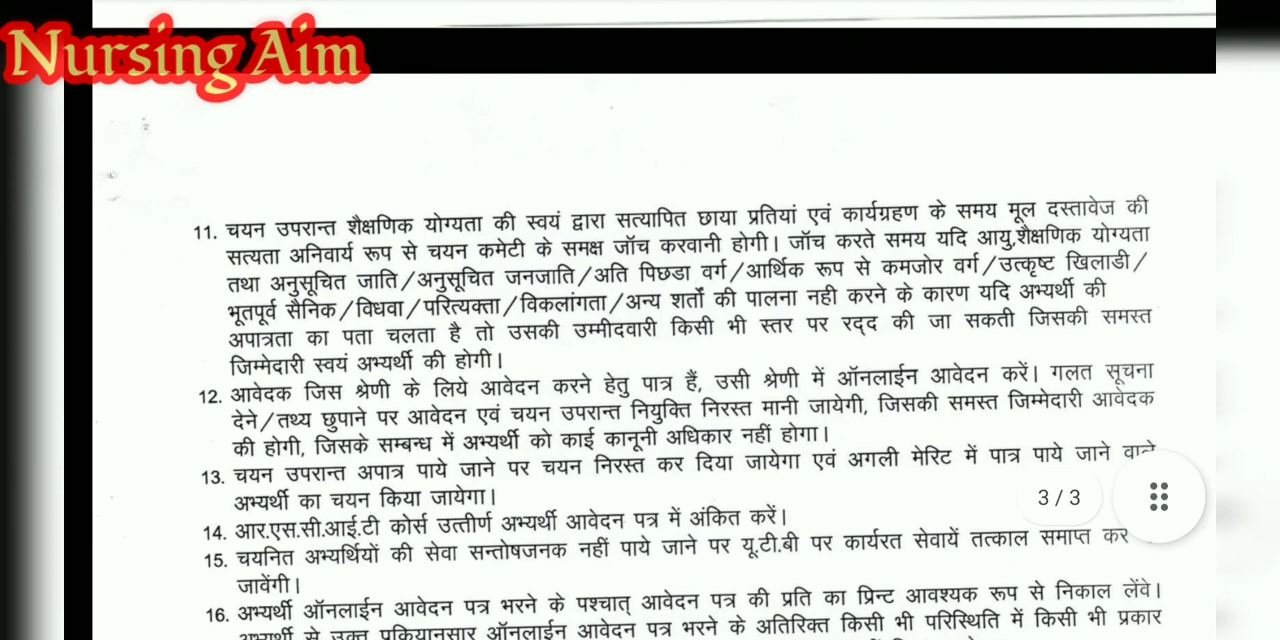 Nursing Aim
11. चयन उपरान्त शैक्षणिक योग्यता की स्वयं द्वारा सत्यापित छाया प्रतियां एवं कार्यग्रहण के समय मूल दस्तावेज की
सत्यता अनिवार्य रूप से चयन कमेटी के समक्ष जॉच करवानी होगी। जॉच करते समय यदि आयु,शैक्षणिक योग्यता
तथा अनुसूचित जाति/अनुसूचित जनजाति/अति पिछडा वर्ग/आर्थिक रूप से कमजोर वर्ग/उत्कृष्ट खिलाडी/
भूतपूर्व सैनिक/विधवा/परित्यक्ता/विकलांगता/अन्य शर्तों की पालना नही करने के कारण यदि अभ्यर्थी की
अपात्रता का पता चलता है तो उसकी उम्मीदवारी किसी भी स्तर पर रद्द की जा सकती जिसकी समस्त
जिम्मेदारी स्वयं अभ्यर्थी की होगी।
12. आवेदक जिस श्रेणी के लिये आवेदन करने हेतु पात्र हैं, उसी श्रेणी में ऑनलाईन आवेदन करें। गलत सूचना
देने/तथ्य छुपाने पर आवेदन एवं चयन उपरान्त नियुक्ति निरस्त मानी जायेगी, जिसकी समस्त जिम्मेदारी आवेदक
की होगी, जिसके सम्बन्ध में अभ्यर्थी को काई कानूनी अधिकार नहीं होगा।
13. चयन उपरान्त अपात्र पाये जाने पर चयन निरस्त कर दिया जायेगा एवं अगली मेरिट में पात्र पाये जाने वाले
अभ्यर्थी का चयन किया जायेगा।
3/3
14. आर.एस.सी.आई.टी कोर्स उत्तीर्ण अभ्यर्थी आवेदन पत्र में अंकित करें।
15. चयनित अभ्यर्थियों की सेवा सन्तोषजनक नहीं पाये जाने पर यू.टी.बी पर कार्यरत सेवायें तत्काल समाप्त कर
जावेंगी।
16. अभ्यर्थी ऑनलाईन आवेदन पत्र भरने के पश्चात् आवेदन पत्र की प्रति का प्रिन्ट आवश्यक रूप से निकाल लेंवे।
अभ्यर्थी से उक्त प्रक्रियानुसार ऑनलाईन आवेदन पत्र भरने के अतिरिक्त किसी भी परिस्थिति में किसी भी प्रकार